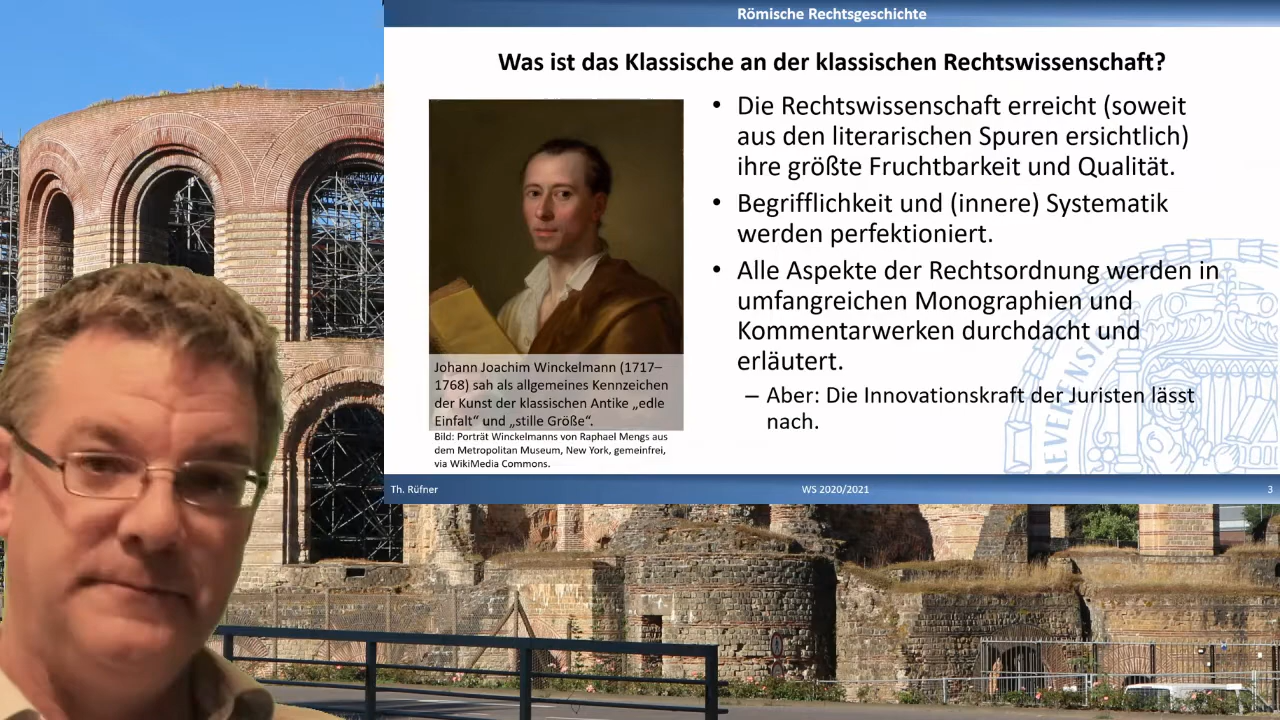 Römische Rechtsgeschichte
Was ist das Klassische an der klassischen Rechtswissenschaft?
Johann Joachim Winckelmann (1717–
1768) sah als allgemeines Kennzeichen
der Kunst der klassischen Antike „edle
Einfalt“ und „stille Größe“.
Bild: Porträt Winckelmanns von Raphael Mengs aus
dem Metropolitan Museum, New York, gemeinfrei,
via WikiMedia Commons.
• Die Rechtswissenschaft erreicht (soweit
aus den literarischen Spuren ersichtlich)
ihre größte Fruchtbarkeit und Qualität.
• Begrifflichkeit und (innere) Systematik
werden perfektioniert.
• Alle Aspekte der Rechtsordnung werden in
umfangreichen Monographien und
Kommentarwerken durchdacht und
erläutert.
– Aber: Die Innovationskraft der Juristen lässt
nach.
Th. Rüfner
WS 2020/2021
3